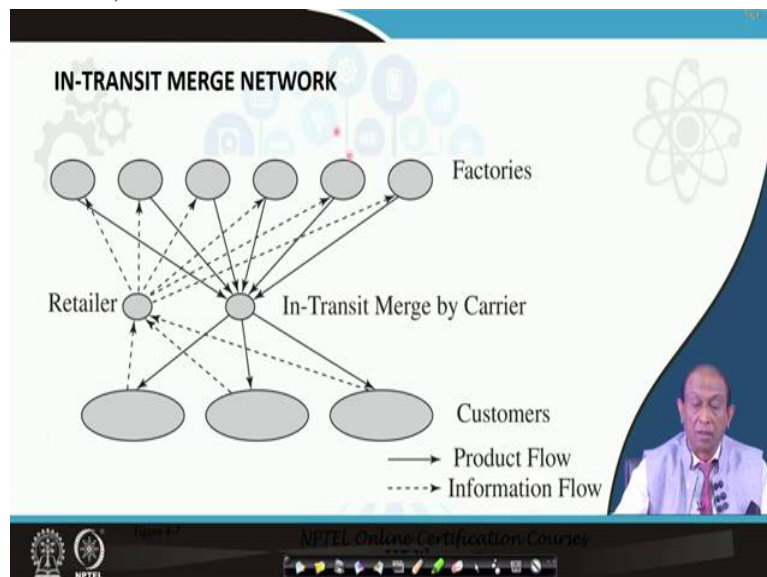 IN-TRANSIT MERGE NETWORK
Factories
Retailer
In-Transit Merge by Carrier
Customers
Product Flow
Information Flow
NPTEL Online Certification Courses
NPTEL